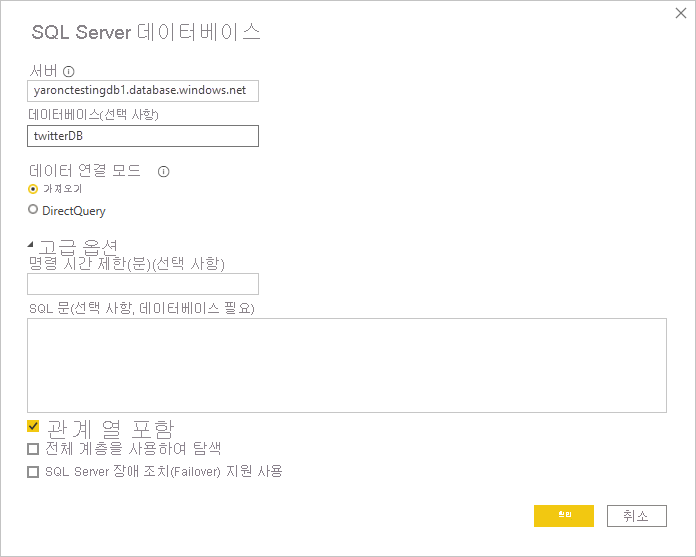 SQL Server 데이터베이스
서버
yaronctestingdb1.database.windows.net
데이터베이스(선택 사항)
twitterDB
데이터 연결 모드
가져오기
DirectQuery
고급 옵션
명령 시간 제한(분)(선택 사항)
SQL 문(선택 사항, 데이터베이스 필요)
관계 열 포함
전체 계층을 사용하여 탐색
SQL Server 장애 조치(Failover) 지원 사용
취소